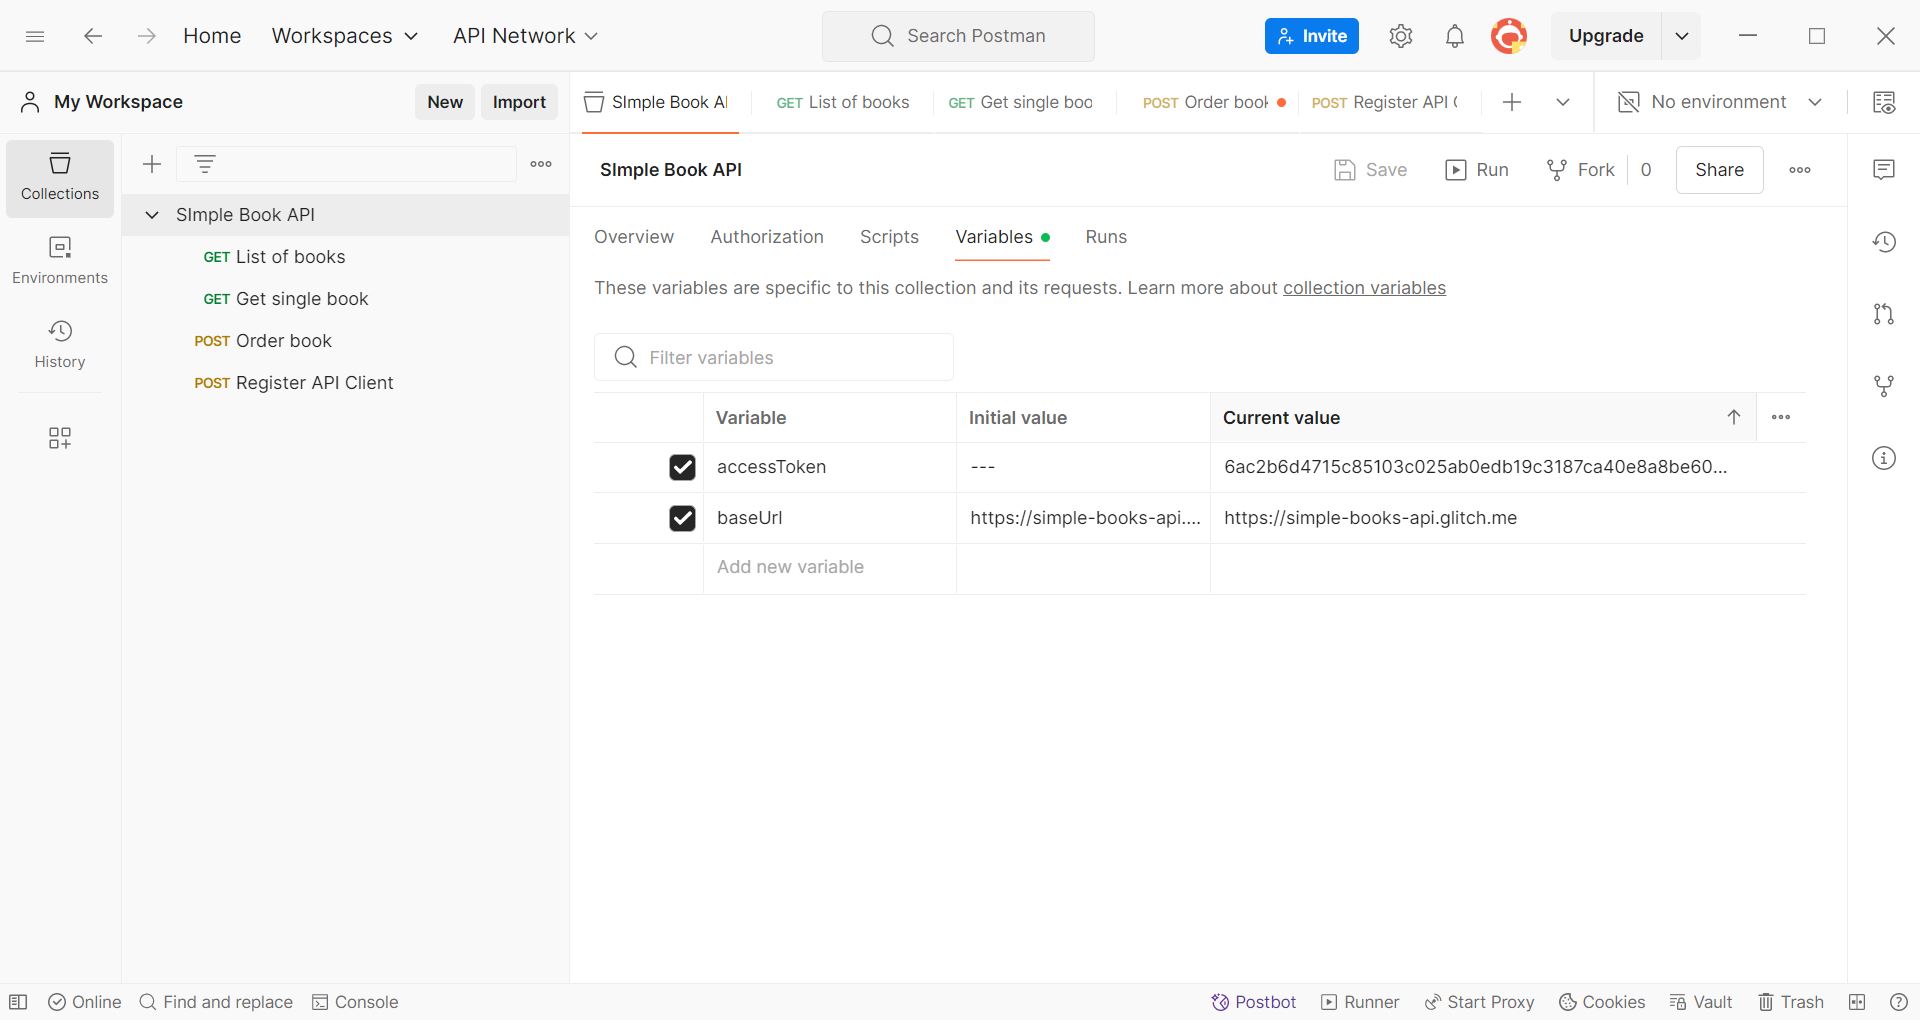 Home
Workspaces
API Network
Search Postman
Invite
Upgrade
My Workspace
New
Import
SImple Book AP
GET List of books
GET Get single boo
POST Order book
POST Register API C
No environment
Collections
Environments
History
SImple Book API
GET List of books
GET Get single book
POST Order book
POST Register API Client
SImple Book API
Save
Run
Fork
0
Share
Overview
Authorization
Scripts
Variables
Runs
These variables are specific to this collection and its requests. Learn more about collection variables
Filter variables
Variable
Initial value
Current value
accessToken
---
6ac2b6d4715c85103c025ab0edb19c3187ca40e8a8be60...
baseUrl
https://simple-books-api....
https://simple-books-api.glitch.me
Add new variable
Online
Find and replace
Console
Postbot
Runner
Start Proxy
Cookies
Vault
Trash